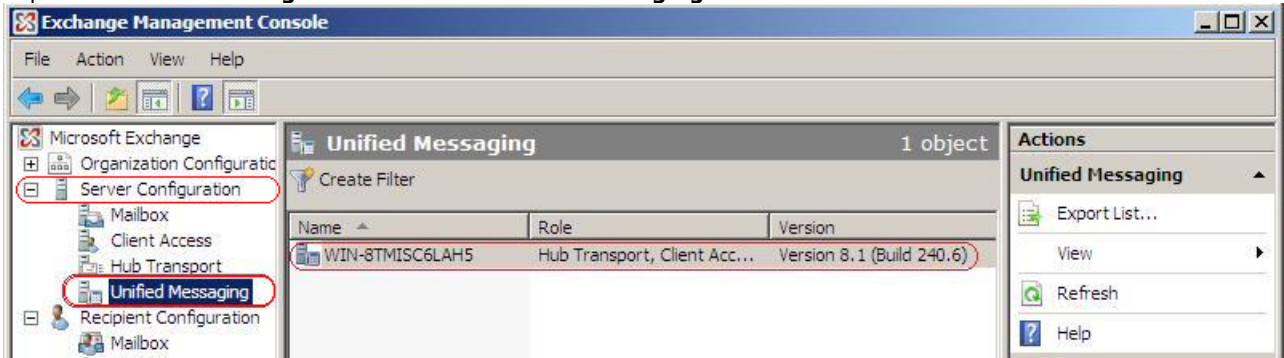 Exchange Management Console
File Action View Help
Microsoft Exchange
Organization Configuratic
Server Configuration
Mailbox
Client Access
Hub Transport
Unified Messaging
Recipient Configuration
Mailbox
Unified Messaging 1 object
Create Filter
Name Role Version
WIN-8TMISC6LAH5 Hub Transport, Client Acc... Version 8.1 (Build 240.6)
Actions
Unified Messaging
Export List...
View
Refresh
Help